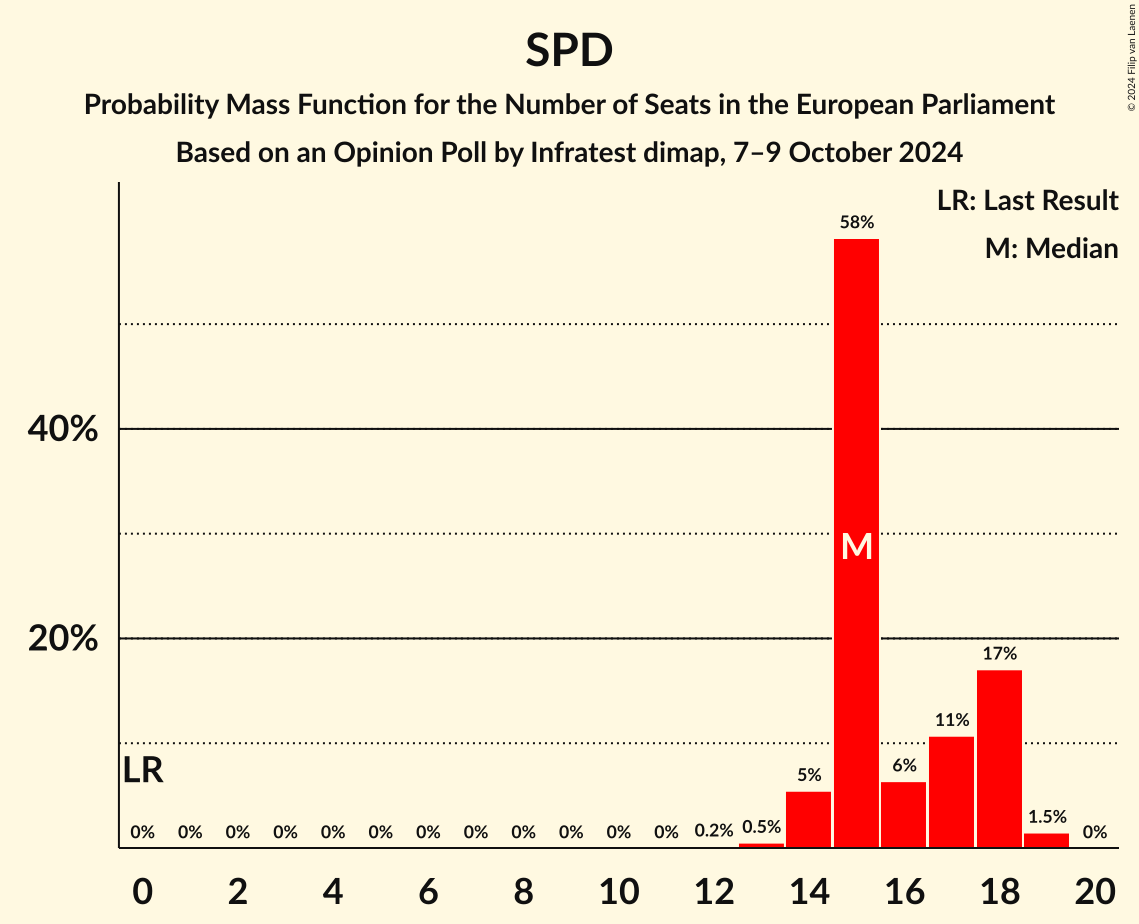 © 2024 Filip van Laenen
SPD
Probability Mass Function for the Number of Seats in the European Parliament
Based on an Opinion Poll by Infratest dimap, 7–9 October 2024
LR: Last Result
M: Median
58%
40%
M
20%
17%
11%
LR
5%
6%
0% 0% 0% 0% 0% 0% 0% 0% 0% 0% 0% 0% 0.2% 0.5% 1.5% 0%
0 2 4 6 8 10 12 14 16 18 20